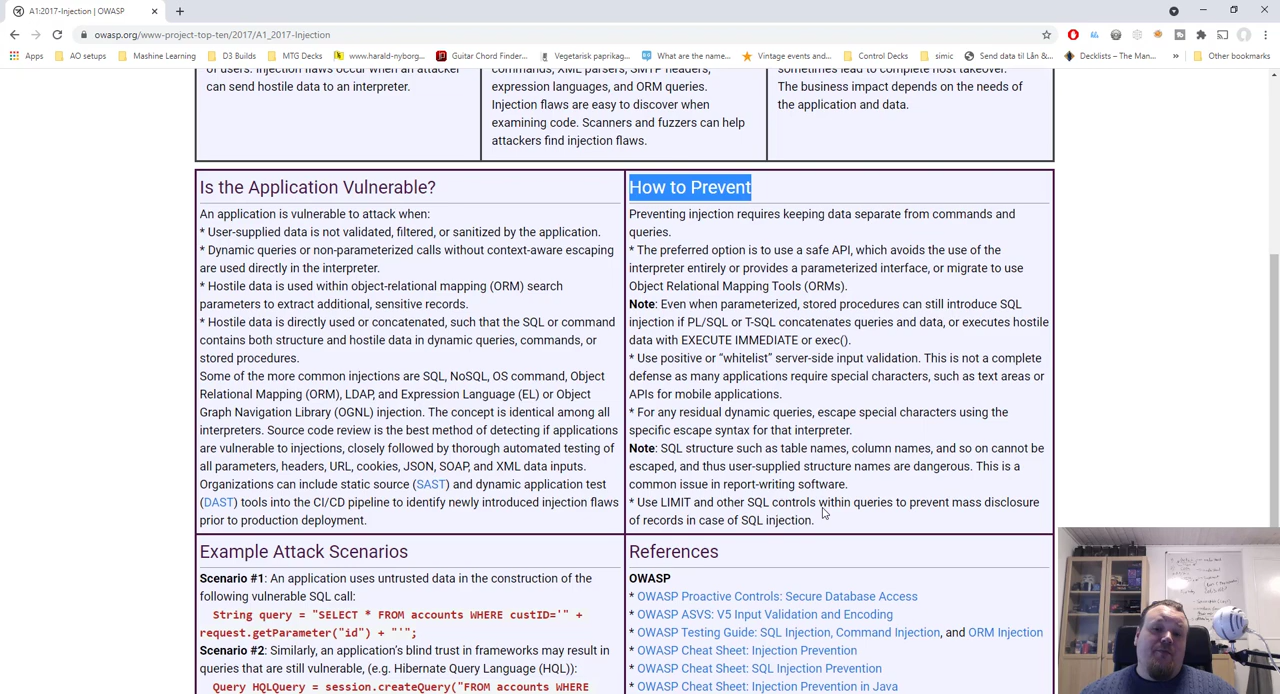 A1:2017-Injection | OWASP
owasp.org/www-project-top-ten/2017/A1_2017-Injection
Apps
AO setups
Mashine Learning
D3 Builds
MTG Decks
www.harald-nyborg...
Guitar Chord Finder...
Vegetarisk paprikag...
What are the name...
Vintage events and...
Control Decks
simic
Send data til Lån &...
Decklists – The Man...
»
Other bookmarks
of users. Injection flaws occur when an attacker
can send hostile data to an interpreter.
commands, XML parsers, SMTP headers,
expression languages, and ORM queries.
Injection flaws are easy to discover when
examining code. Scanners and fuzzers can help
attackers find injection flaws.
sometimes lead to complete host takeover.
The business impact depends on the needs of
the application and data.
Is the Application Vulnerable?
An application is vulnerable to attack when:
* User-supplied data is not validated, filtered, or sanitized by the application.
* Dynamic queries or non-parameterized calls without context-aware escaping
are used directly in the interpreter.
* Hostile data is used within object-relational mapping (ORM) search
parameters to extract additional, sensitive records.
* Hostile data is directly used or concatenated, such that the SQL or command
contains both structure and hostile data in dynamic queries, commands, or
stored procedures.
Some of the more common injections are SQL, NoSQL, OS command, Object
Relational Mapping (ORM), LDAP, and Expression Language (EL) or Object
Graph Navigation Library (OGNL) injection. The concept is identical among all
interpreters. Source code review is the best method of detecting if applications
are vulnerable to injections, closely followed by thorough automated testing of
all parameters, headers, URL, cookies, JSON, SOAP, and XML data inputs.
Organizations can include static source (SAST) and dynamic application test
(DAST) tools into the CI/CD pipeline to identify newly introduced injection flaws
prior to production deployment.
How to Prevent
Preventing injection requires keeping data separate from commands and
queries.
* The preferred option is to use a safe API, which avoids the use of the
interpreter entirely or provides a parameterized interface, or migrate to use
Object Relational Mapping Tools (ORMs).
Note: Even when parameterized, stored procedures can still introduce SQL
injection if PL/SQL or T-SQL concatenates queries and data, or executes hostile
data with EXECUTE IMMEDIATE or exec().
* Use positive or “whitelist” server-side input validation. This is not a complete
defense as many applications require special characters, such as text areas or
APIs for mobile applications.
* For any residual dynamic queries, escape special characters using the
specific escape syntax for that interpreter.
Note: SQL structure such as table names, column names, and so on cannot be
escaped, and thus user-supplied structure names are dangerous. This is a
common issue in report-writing software.
* Use LIMIT and other SQL controls within queries to prevent mass disclosure
of records in case of SQL injection.
Example Attack Scenarios
Scenario #1: An application uses untrusted data in the construction of the
following vulnerable SQL call:
String query = "SELECT * FROM accounts WHERE custID='" +
request.getParameter("id") + "'";
Scenario #2: Similarly, an application’s blind trust in frameworks may result in
queries that are still vulnerable, (e.g. Hibernate Query Language (HQL)):
Query HQLQuery = session.createQuery("FROM accounts WHERE
References
OWASP
* OWASP Proactive Controls: Secure Database Access
* OWASP ASVS: V5 Input Validation and Encoding
* OWASP Testing Guide: SQL Injection, Command Injection, and ORM Injection
* OWASP Cheat Sheet: Injection Prevention
* OWASP Cheat Sheet: SQL Injection Prevention
* OWASP Cheat Sheet: Injection Prevention in Java